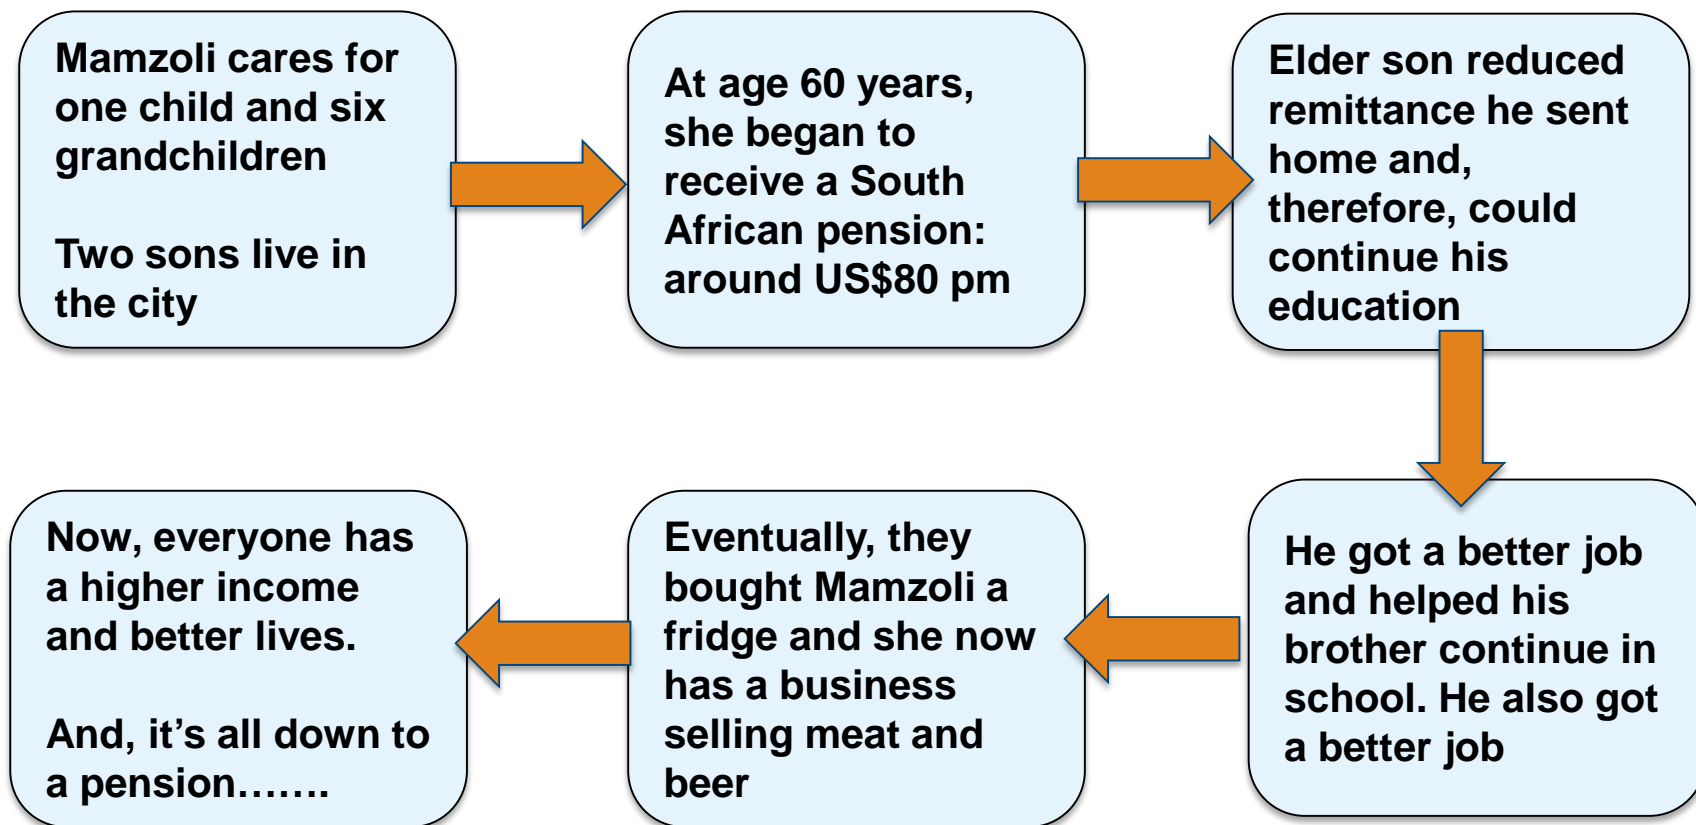 Mamzoli cares for
one child and six
grandchildren
Two sons live in
the city
At age 60 years,
she began to
receive a South
African pension:
around US$80 pm
Elder son reduced
remittance he sent
home and,
therefore, could
continue his
education
He got a better job
and helped his
brother continue in
school. He also got
a better job
Eventually, they
bought Mamzoli a
fridge and she now
has a business
selling meat and
beer
Now, everyone has
a higher income
and better lives.
And, it’s all down to
a pension…….